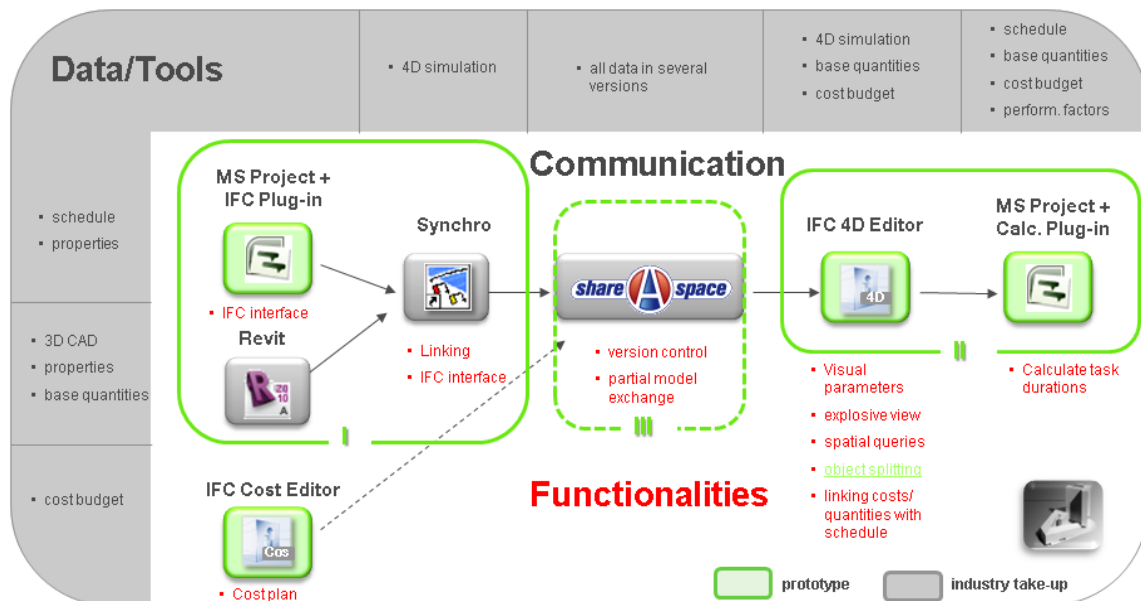 Data/Tools
4D simulation
all data in several
versions
4D simulation
base quantities
cost budget
schedule
base quantities
cost budget
perform. factors
schedule
properties
3D CAD
properties
base quantities
cost budget
Communication
MS Project +
IFC Plug-in
IFC interface
Revit
R
20
10
A
Synchro
Linking
IFC interface
I
share A space
version control
partial model
exchange
III
IFC 4D Editor
4D
Visual
parameters
explosive view
spatial queries
object splitting
linking costs/
quantities with
schedule
MS Project +
Calc. Plug-in
II
Calculate task
durations
IFC Cost Editor
Cos
Cost plan
Functionalities
prototype
industry take-up